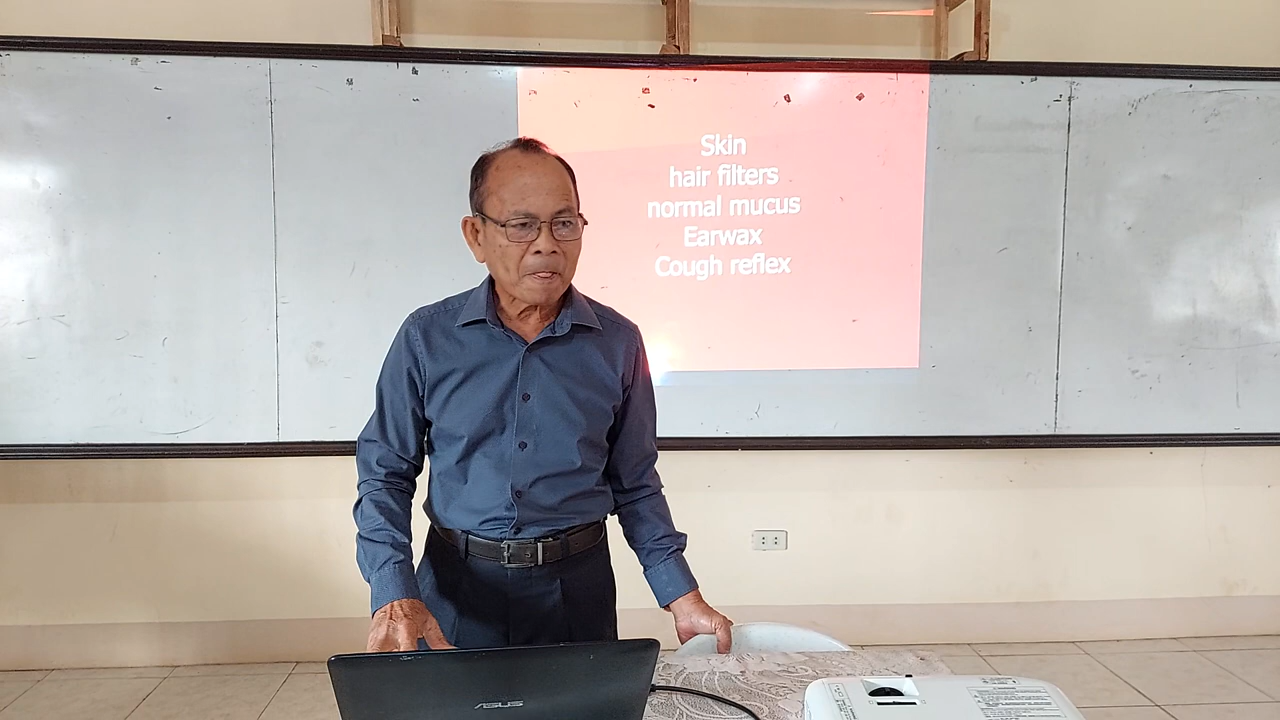 Skin
hair filters
normal mucus
Earwax
Cough reflex
ASUS